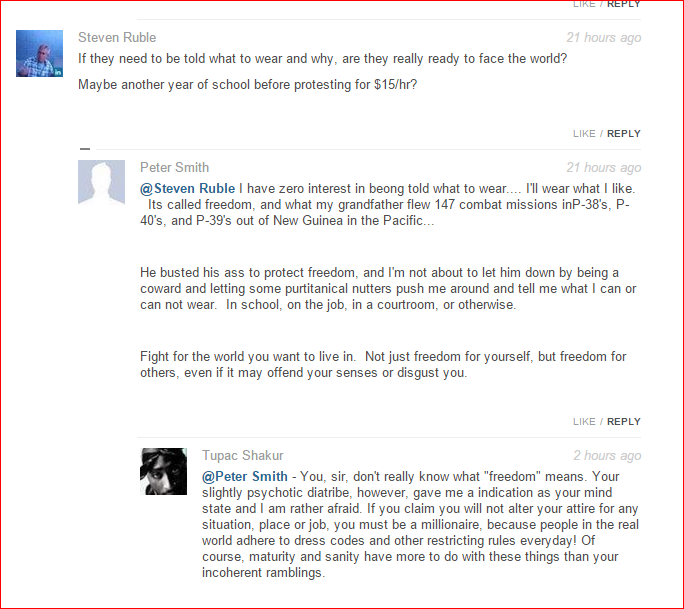 LIKE / REPLY
Steven Ruble 21 hours ago
If they need to be told what to wear and why, are they really ready to face the world?
Maybe another year of school before protesting for $15/hr?
LIKE / REPLY
Peter Smith 21 hours ago
@Steven Ruble I have zero interest in beong told what to wear.... I'll wear what I like.
Its called freedom, and what my grandfather flew 147 combat missions inP-38's, P-
40's, and P-39's out of New Guinea in the Pacific...
He busted his ass to protect freedom, and I'm not about to let him down by being a
coward and letting some purtitanical nutters push me around and tell me what I can or
can not wear. In school, on the job, in a courtroom, or otherwise.
Fight for the world you want to live in. Not just freedom for yourself, but freedom for
others, even if it may offend your senses or disgust you.
LIKE / REPLY
Tupac Shakur 2 hours ago
@Peter Smith - You, sir, don't really know what "freedom" means. Your
slightly psychotic diatribe, however, gave me a indication as your mind
state and I am rather afraid. If you claim you will not alter your attire for any
situation, place or job, you must be a millionaire, because people in the real
world adhere to dress codes and other restricting rules everyday! Of
course, maturity and sanity have more to do with these things than your
incoherent ramblings.